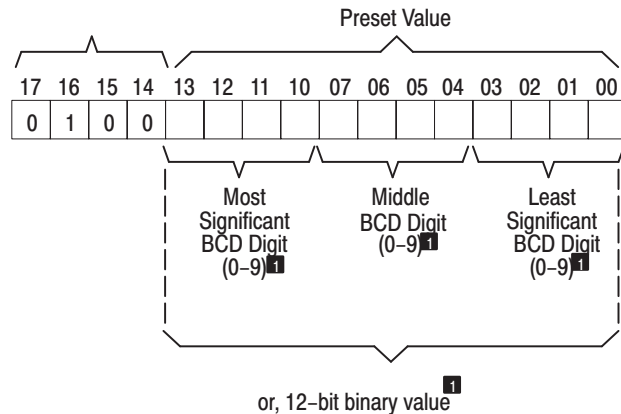 Preset Value
17 16 15 14 13 12 11 10 07 06 05 04 03 02 01 00
0 1 0 0
Most
Significant
BCD Digit
(0–9)1
Middle
BCD Digit
(0–9)1
Least
Significant
BCD Digit
(0–9)1
or, 12–bit binary value1